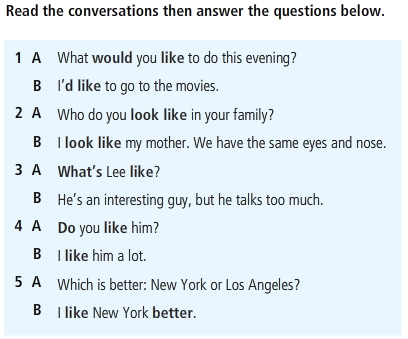 Read the conversations then answer the questions below.
1 A What would you like to do this evening?
B I'd like to go to the movies.
2 A Who do you look like in your family?
B I look like my mother. We have the same eyes and nose.
3 A What's Lee like?
B He's an interesting guy, but he talks too much.
4 A Do you like him?
B I like him a lot.
5 A Which is better: New York or Los Angeles?
B I like New York better.